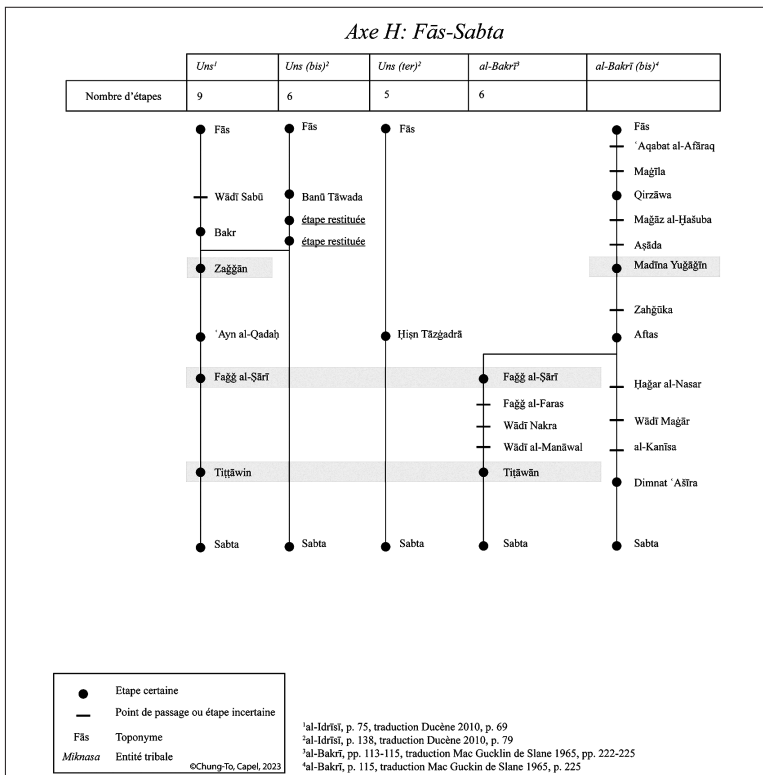 Axe H: Fās-Sabta
Uns¹ Uns (bis)² Uns (ter)² al-Bakrī³ al-Bakrī (bis)⁴
Nombre d’étapes 9 6 5 6
Fās Fās Fās Fās
ʿAqabat al-Afāraq
Maġīla
Wādī Sabū Banū Tāwada Qirzāwa
étape restituée Maġāz al-Ḫašuba
Bakr
étape restituée Aṣāda
Zaǧǧān Madīna Yuǧāǧīn
Zahǧūka
ʿAyn al-Qadaḥ Ḥiṣn Tāzġadrā Aftas
Faǧǧ al-Ṣārī Faǧǧ al-Ṣārī Ḥaǧar al-Nasar
Faǧǧ al-Faras
Wādī Nakra Wādī Maġār
Wādī al-Manāwal al-Kanīsa
Tiṭṭāwin Tiṭāwān Dimnat ʿAšīra
Sabta Sabta Sabta Sabta Sabta
Etape certaine
Point de passage ou étape incertaine
Fās Toponyme
Miknasa Entité tribale
©Chung-To, Capel, 2023
¹al-Idrīsī, p. 75, traduction Ducène 2010, p. 69
²al-Idrīsī, p. 138, traduction Ducène 2010, p. 79
³al-Bakrī, pp. 113-115, traduction Mac Gucklin de Slane 1965, pp. 222-225
⁴al-Bakrī, p. 115, traduction Mac Guckin de Slane 1965, p. 225